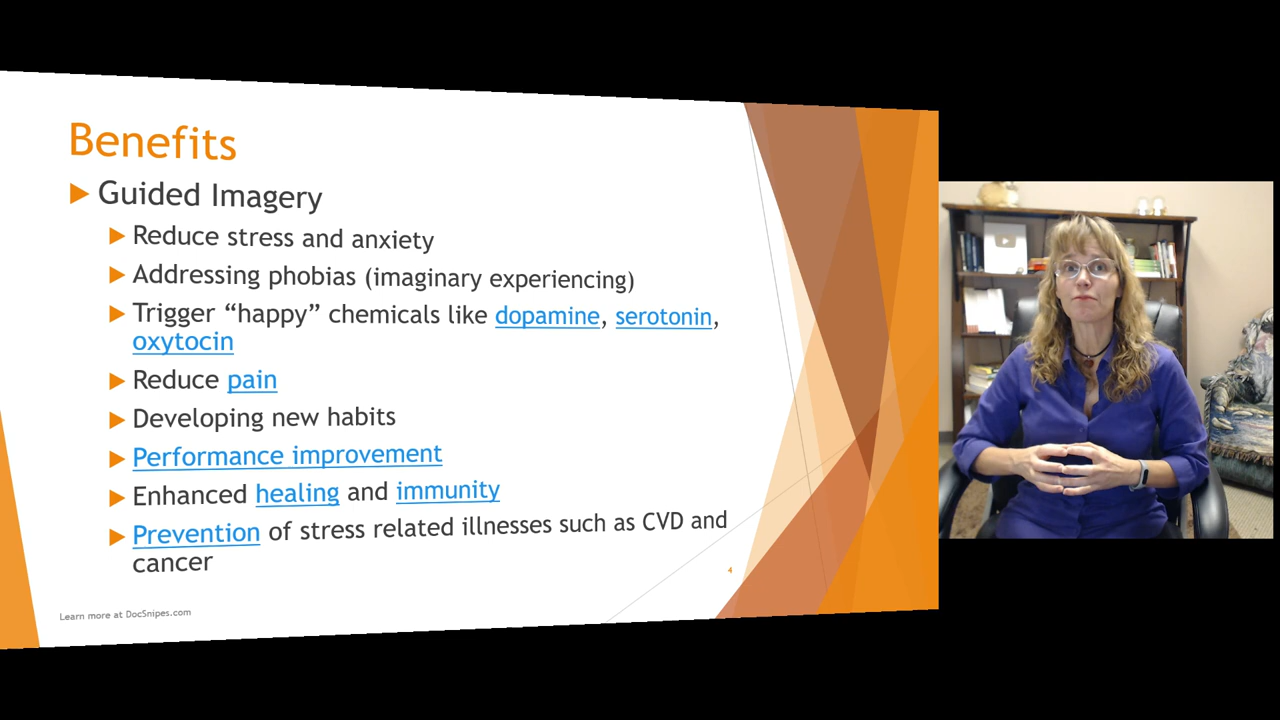 Benefits
Guided Imagery
Reduce stress and anxiety
Addressing phobias (imaginary experiencing)
Trigger “happy” chemicals like dopamine, serotonin,
oxytocin
Reduce pain
Developing new habits
Performance improvement
Enhanced healing and immunity
Prevention of stress related illnesses such as CVD and
cancer
4
Learn more at DocSnipes.com